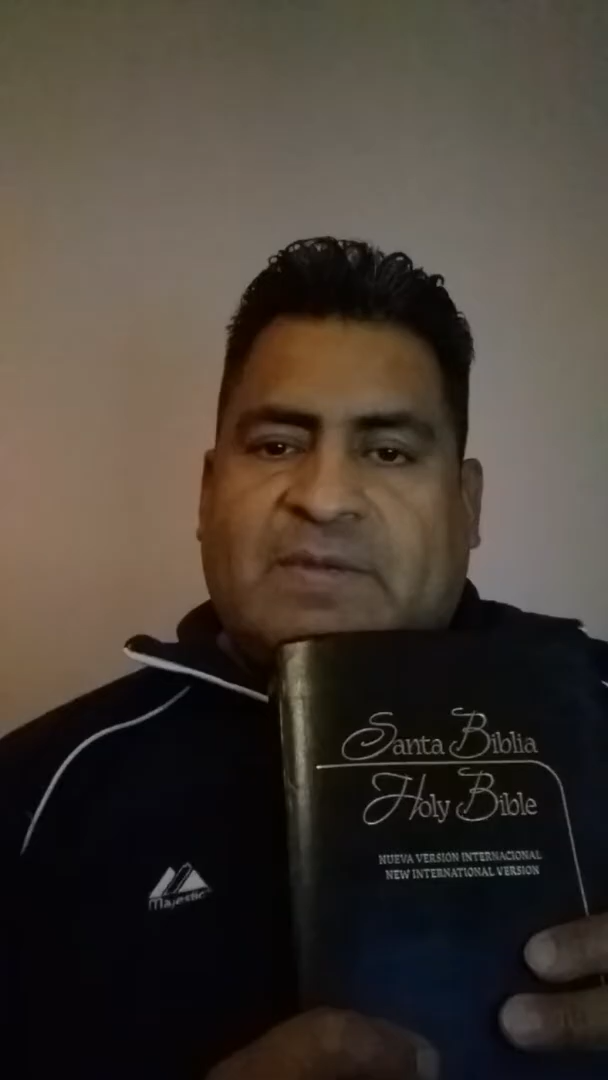 Santa Biblia
Holy Bible
NUEVA VERSION INTERNACIONAL
NEW INTERNATIONAL VERSION
Majestic